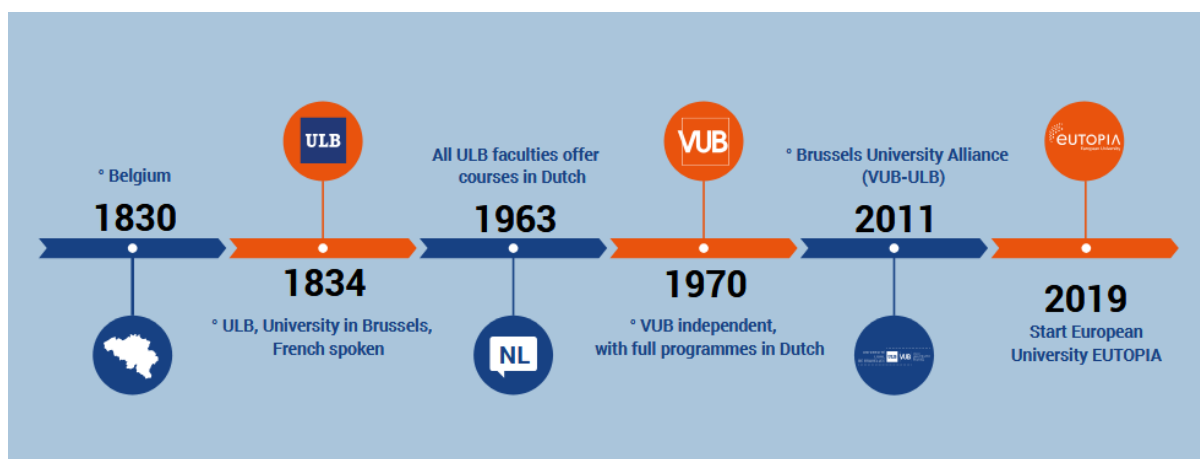 ° Belgium
1830
ULB
1834
° ULB, University in Brussels,
French spoken
All ULB faculties offer
courses in Dutch
1963
NL
VUB
1970
° VUB independent,
with full programmes in Dutch
° Brussels University Alliance
(VUB-ULB)
2011
VUB
eUTOPIA
European University
2019
Start European
University EUTOPIA